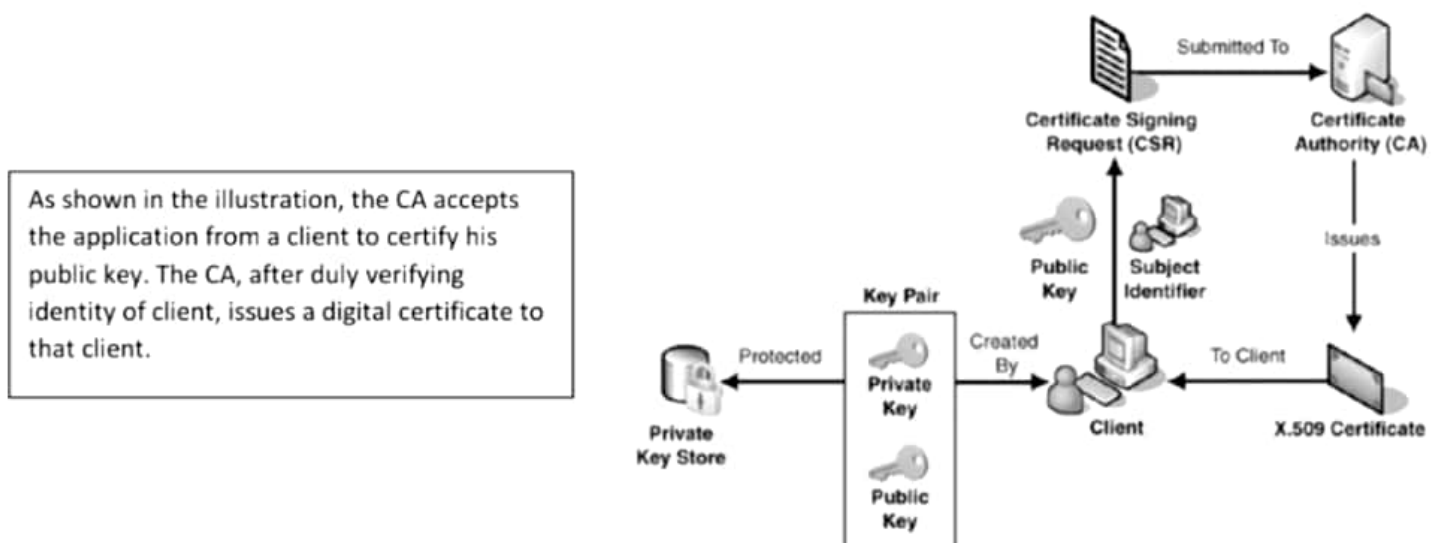 As shown in the illustration, the CA accepts
the application from a client to certify his
public key. The CA, after duly verifying
identity of client, issues a digital certificate to
that client.
Submitted To
Certificate Signing
Request (CSR)
Certificate
Authority (CA)
Public
Key
Subject
Identifier
Issues
Key Pair
Protected
Private
Key
Created
By
To Client
Private
Key Store
Client
X.509 Certificate
Public
Key